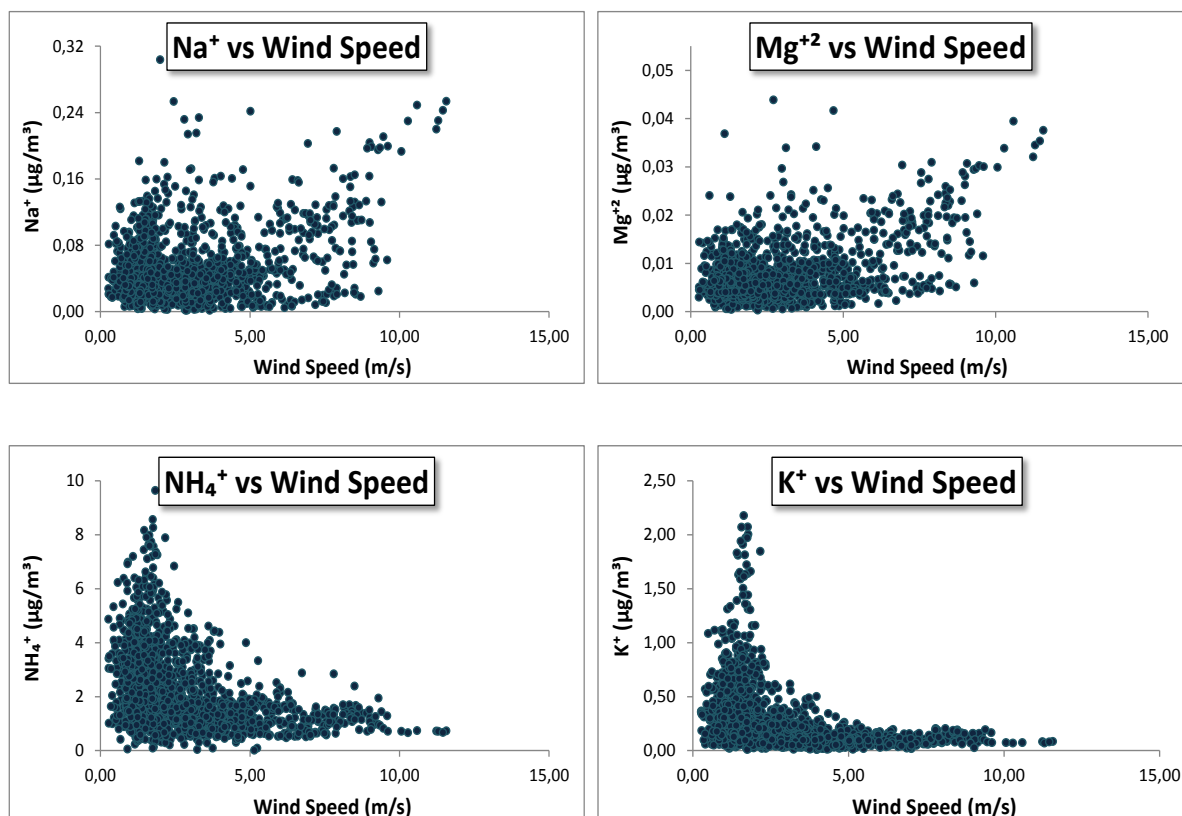 Na⁺ vs Wind Speed
0,32
0,24
0,16
0,08
0,00
Na⁺ (µg/m³)
0,00 5,00 10,00 15,00
Wind Speed (m/s)
Mg⁺² vs Wind Speed
0,05
0,04
0,03
0,02
0,01
0,00
Mg⁺² (µg/m³)
0,00 5,00 10,00 15,00
Wind Speed (m/s)
NH₄⁺ vs Wind Speed
10
8
6
4
2
0
NH₄⁺ (µg/m³)
0,00 5,00 10,00 15,00
Wind Speed (m/s)
K⁺ vs Wind Speed
2,50
2,00
1,50
1,00
0,50
0,00
K⁺ (µg/m³)
0,00 5,00 10,00 15,00
Wind Speed (m/s)